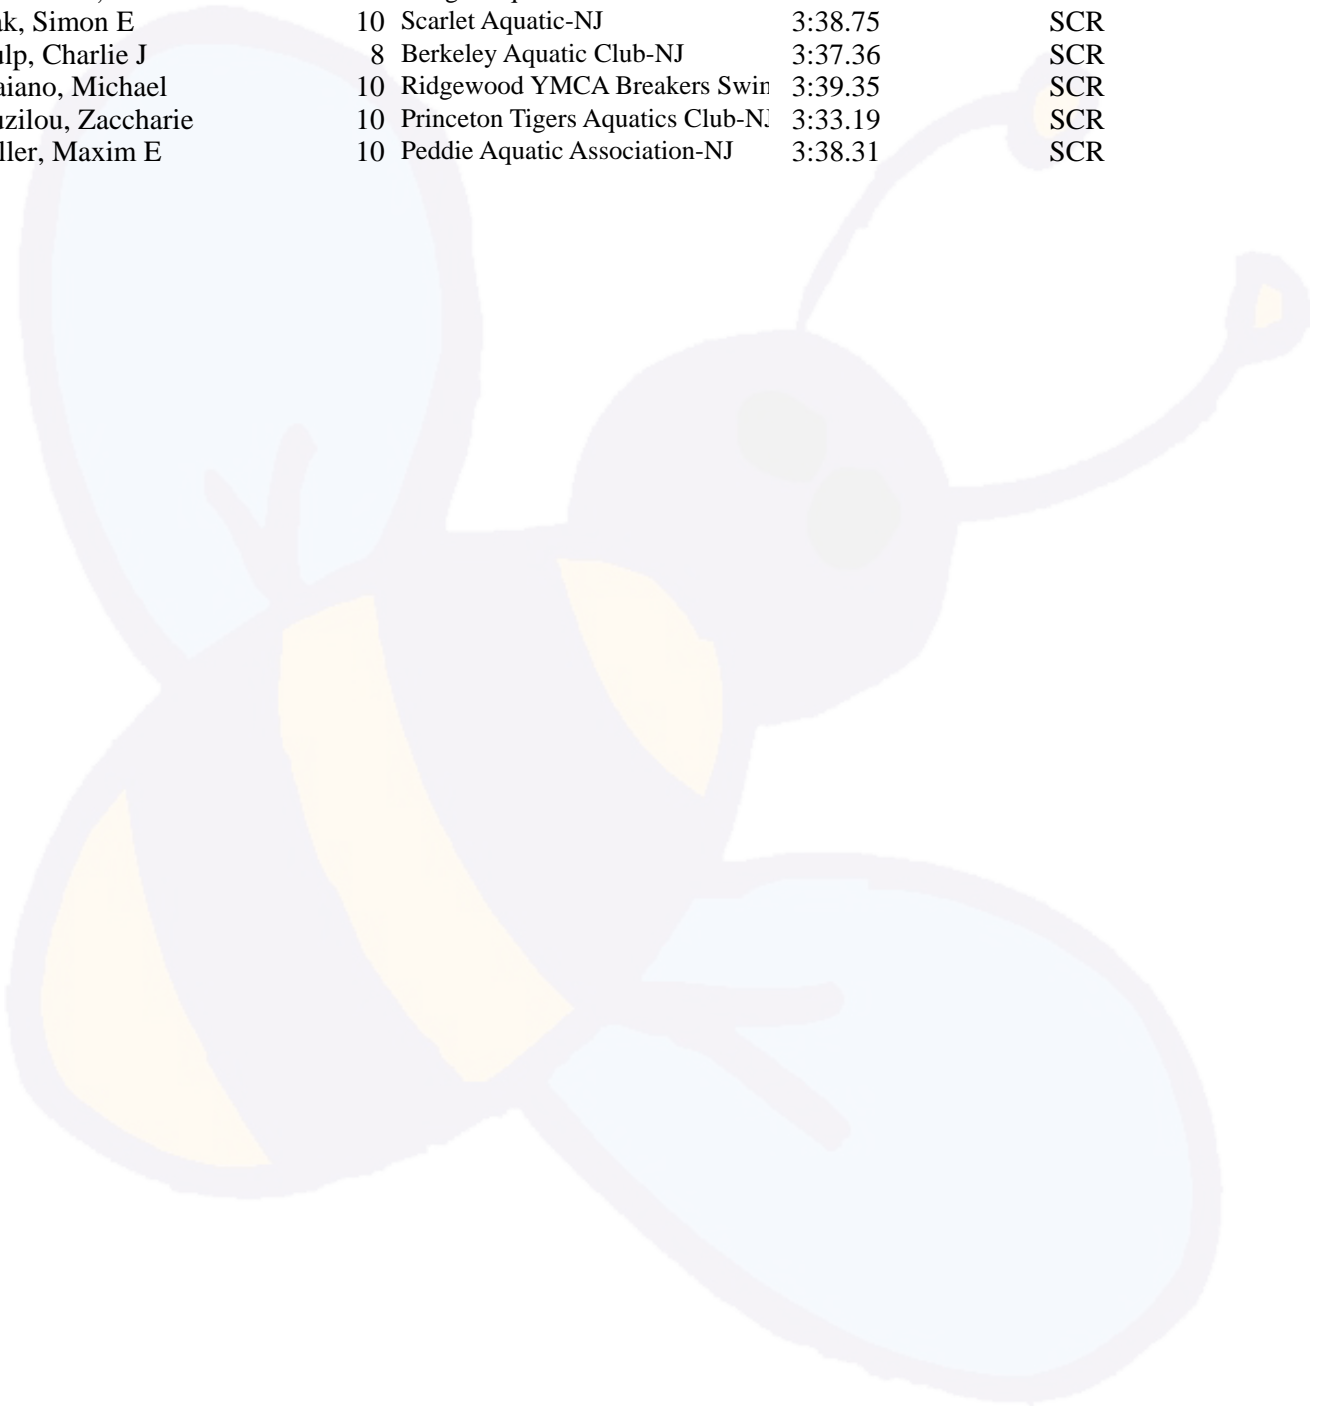 ak, Simon E 10 Scarlet Aquatic-NJ 3:38.75 SCR
ulp, Charlie J 8 Berkeley Aquatic Club-NJ 3:37.36 SCR
aiano, Michael 10 Ridgewood YMCA Breakers Swin 3:39.35 SCR
uzilou, Zaccharie 10 Princeton Tigers Aquatics Club-NJ 3:33.19 SCR
ller, Maxim E 10 Peddie Aquatic Association-NJ 3:38.31 SCR